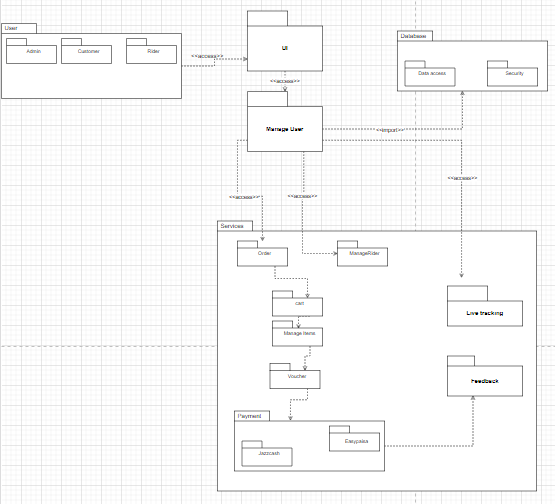 User
Admin
Customer
Rider
<<access>>
UI
<<access>>
Database
Data access
Security
Manage User
<<import>>
<<access>>
<<access>>
<<access>>
Services
Order
ManageRider
cart
Manage items
Live tracking
Voucher
Feedback
Payment
Easypaisa
Jazzcash